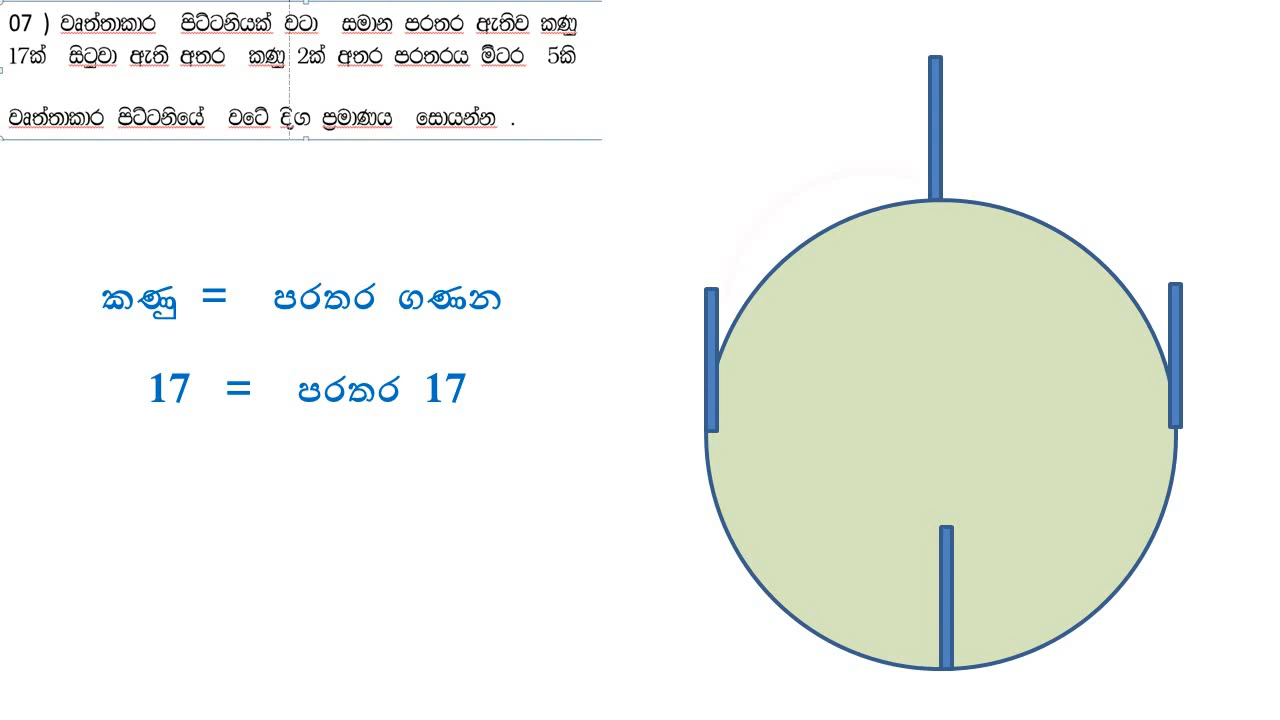 07 ) වෘත්තාකාර පිට්ටනියක් වටා සමාන පරතර ඇතිව කණු
17ක් සිටුවා ඇති අතර කණු 2ක් අතර පරතරය මීටර 5කි
වෘත්තාකාර පිට්ටනියේ වටේ දිග ප්‍රමාණය සොයන්න .
කණු = පරතර ගණන
17 = පරතර 17